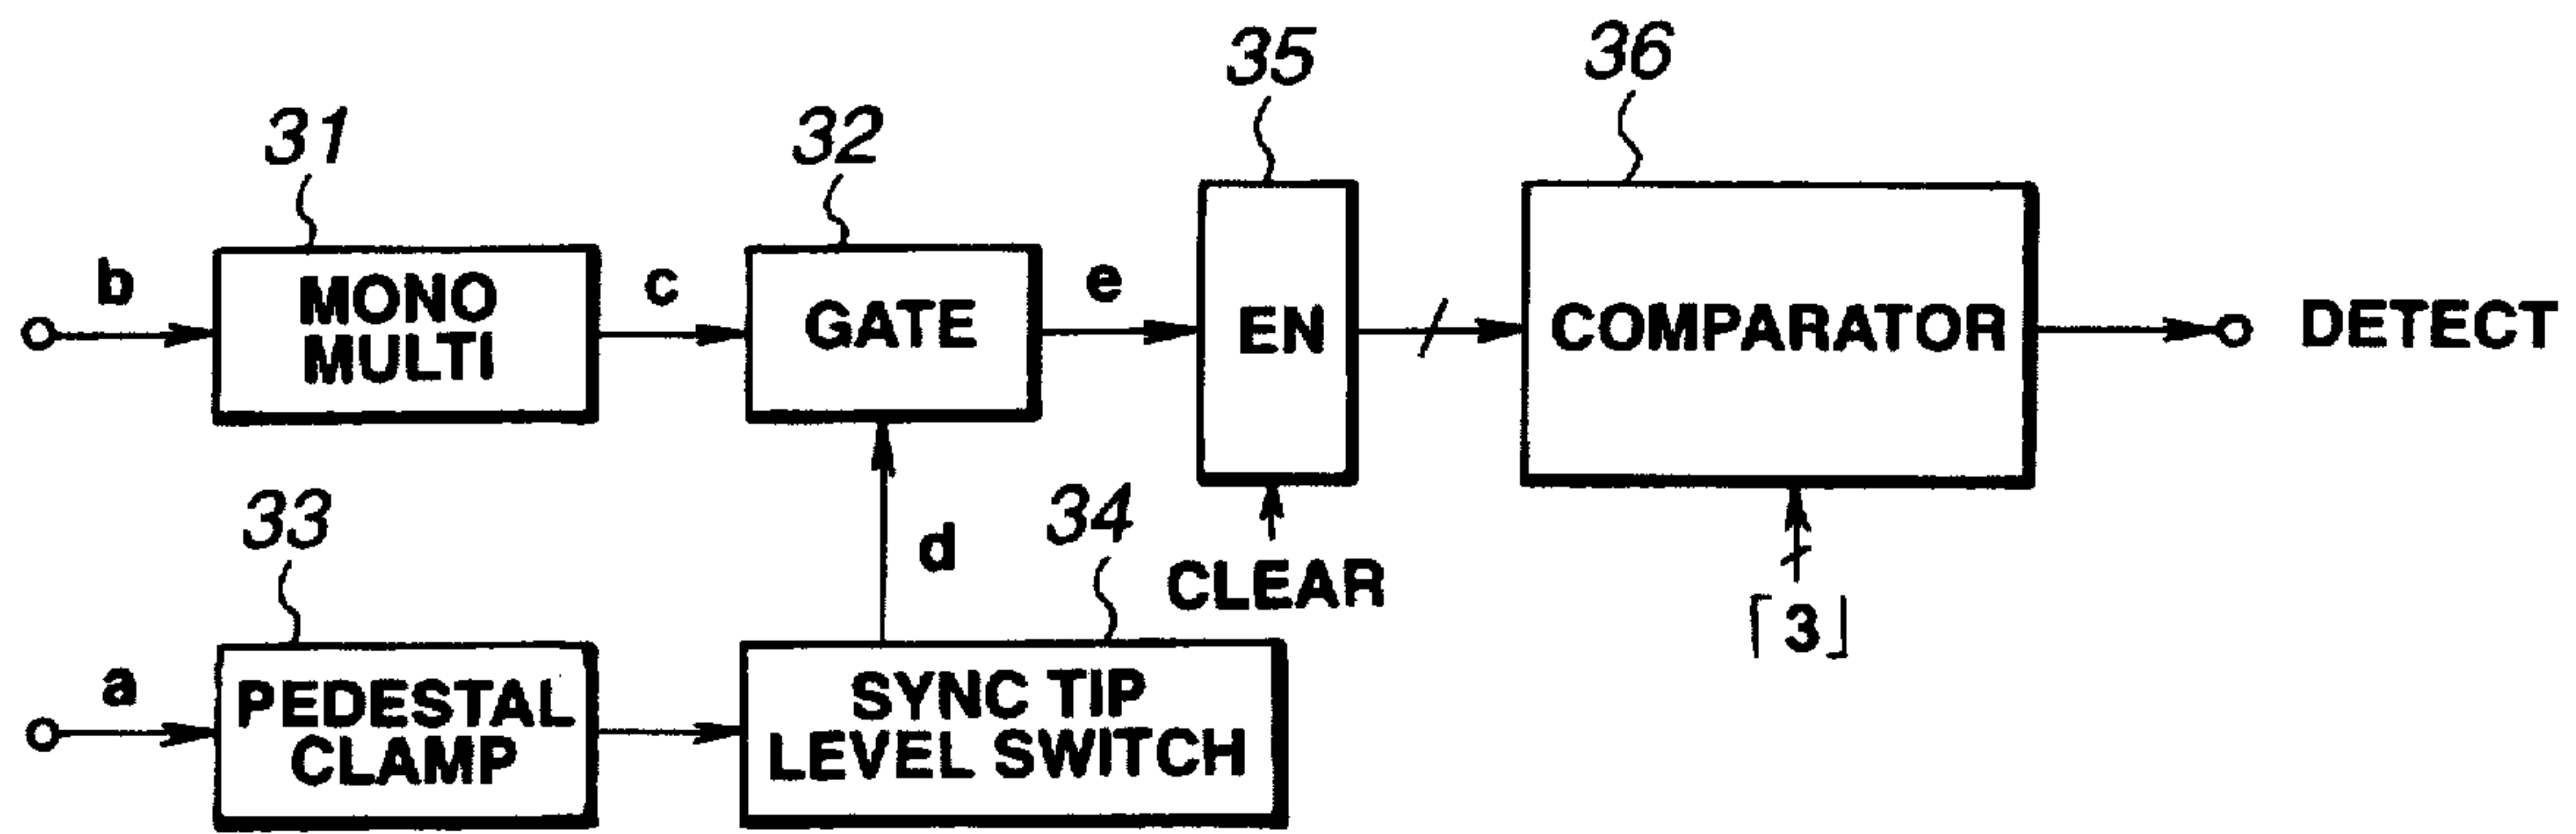 35
36
31
32
b
MONO
MULTI
c
GATE
e
EN
COMPARATOR
DETECT
33
34
d
CLEAR
「3」
a
PEDESTAL
CLAMP
SYNC TIP
LEVEL SWITCH